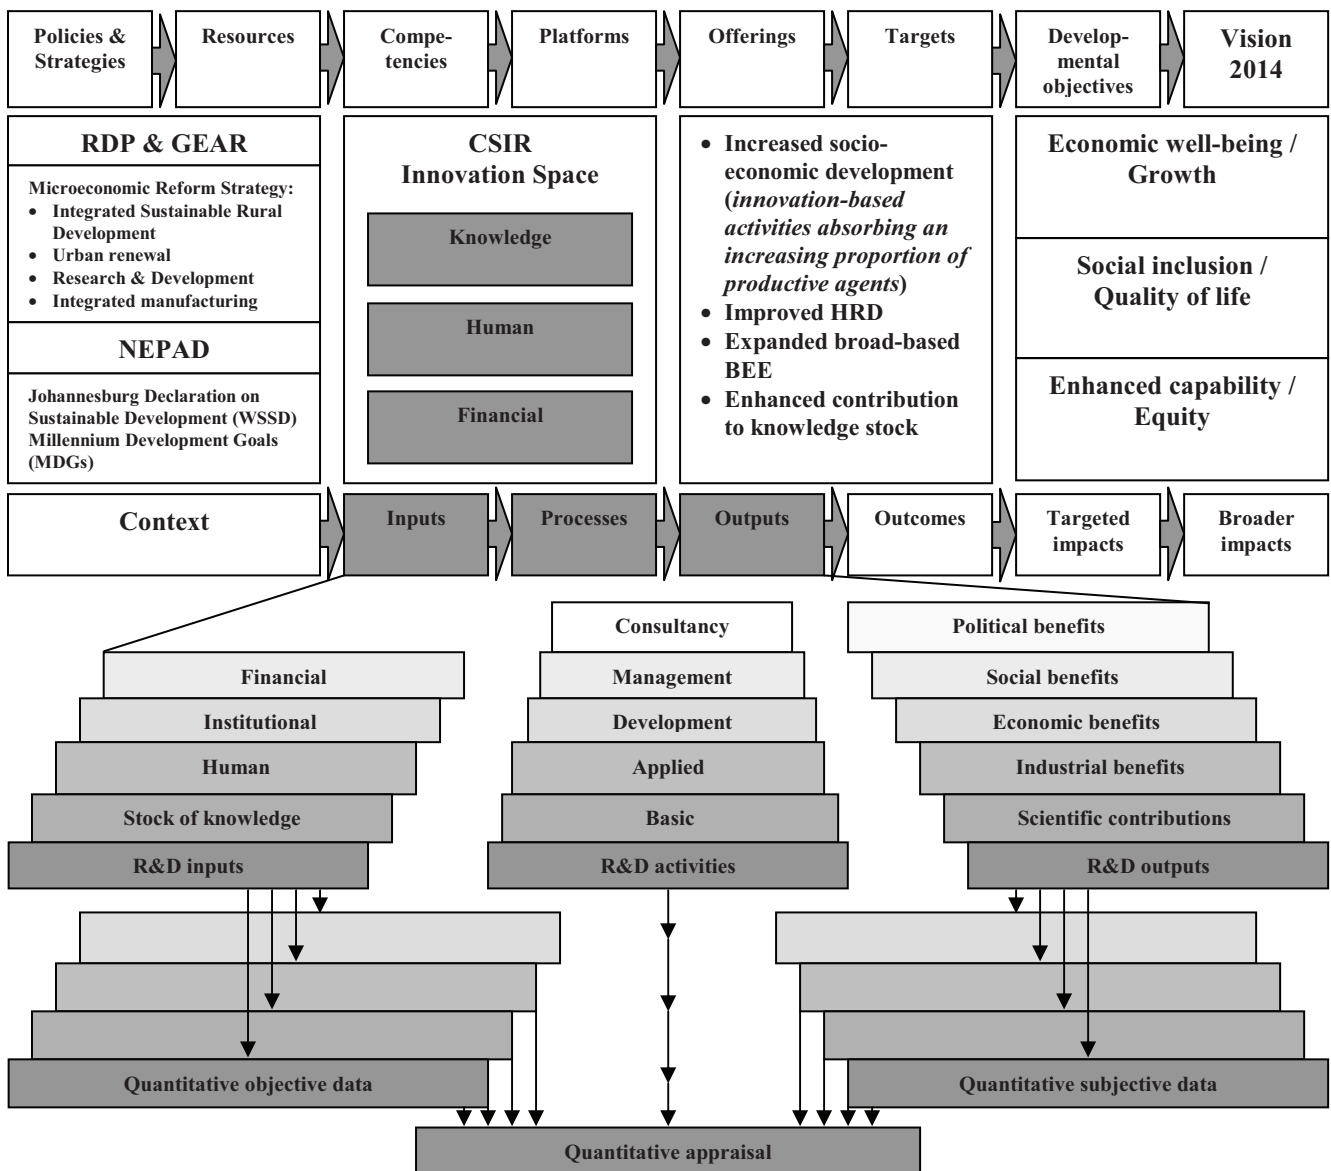 Policies &
Strategies
Resources
Compe-
tencies
Platforms
Offerings
Targets
Develop-
mental
objectives
Vision
2014
RDP & GEAR
Microeconomic Reform Strategy:
• Integrated Sustainable Rural
Development
• Urban renewal
• Research & Development
• Integrated manufacturing
NEPAD
Johannesburg Declaration on
Sustainable Development (WSSD)
Millennium Development Goals
(MDGs)
CSIR
Innovation Space
Knowledge
Human
Financial
• Increased socio-
economic development
(innovation-based
activities absorbing an
increasing proportion of
productive agents)
• Improved HRD
• Expanded broad-based
BEE
• Enhanced contribution
to knowledge stock
Economic well-being /
Growth
Social inclusion /
Quality of life
Enhanced capability /
Equity
Context
Inputs
Processes
Outputs
Outcomes
Targeted
impacts
Broader
impacts
Financial
Institutional
Human
Stock of knowledge
R&D inputs
Consultancy
Management
Development
Applied
Basic
R&D activities
Political benefits
Social benefits
Economic benefits
Industrial benefits
Scientific contributions
R&D outputs
Quantitative objective data
Quantitative subjective data
Quantitative appraisal